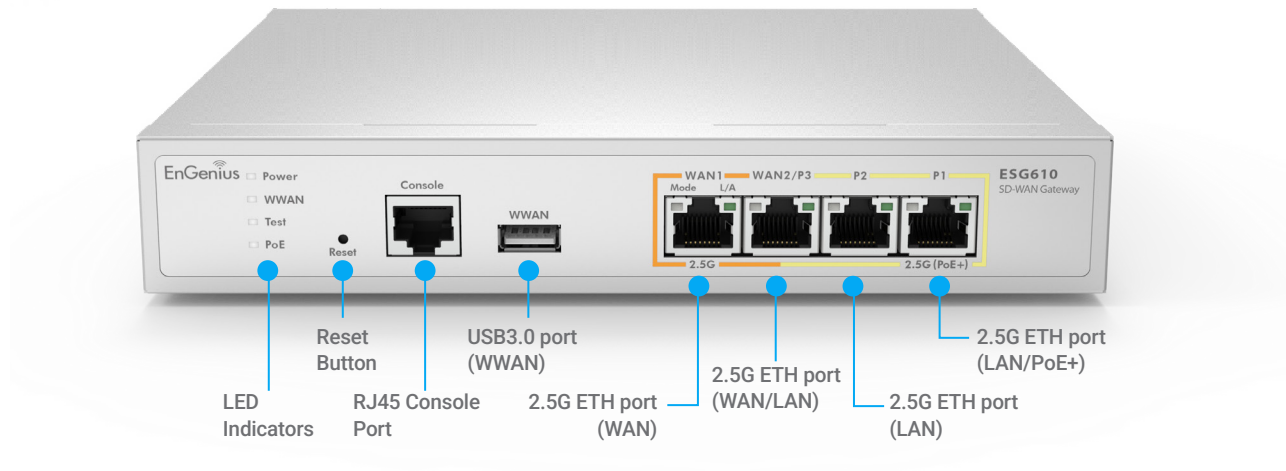 EnGenius
Power
WWAN
Test
PoE
Reset
Console
WWAN
WAN1
WAN2/P3
P2
P1
Mode
L/A
2.5G
2.5G (PoE+)
ESG610
SD-WAN Gateway
Reset
Button
USB3.0 port
(WWAN)
2.5G ETH port
(LAN/PoE+)
2.5G ETH port
(WAN/LAN)
LED
Indicators
RJ45 Console
Port
2.5G ETH port
(WAN)
2.5G ETH port
(LAN)